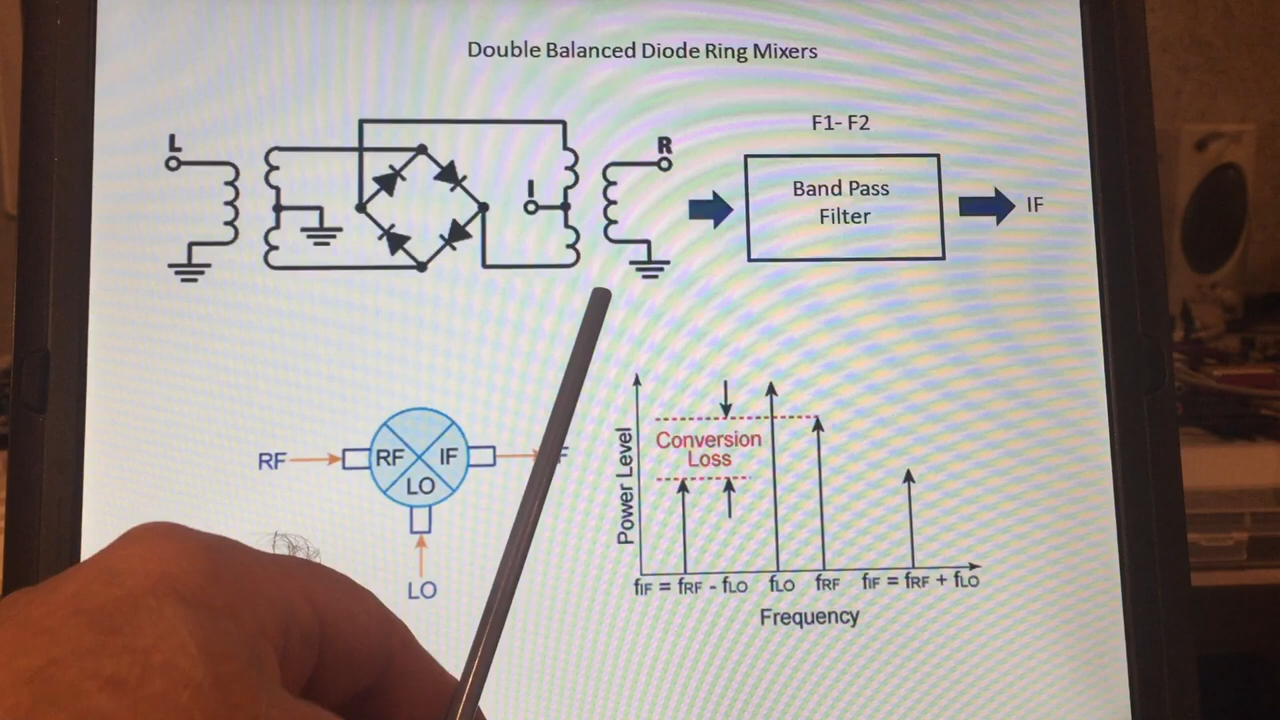 Double Balanced Diode Ring Mixers
L
I
R
F1- F2
Band Pass
Filter
IF
RF
RF
IF
LO
F
LO
Power Level
Conversion
Loss
fIF = fRF - fLO
fLO
fRF
fIF = fRF + fLO
Frequency